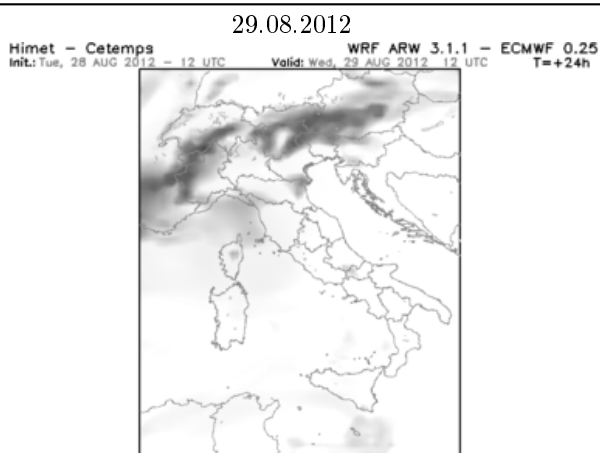 29.08.2012
Himet - Cetemps WRF ARW 3.1.1 - ECMWF 0.25
Init.: Tue, 28 AUG 2012 - 12 UTC Valid: Wed, 29 AUG 2012 12 UTC T=+24h